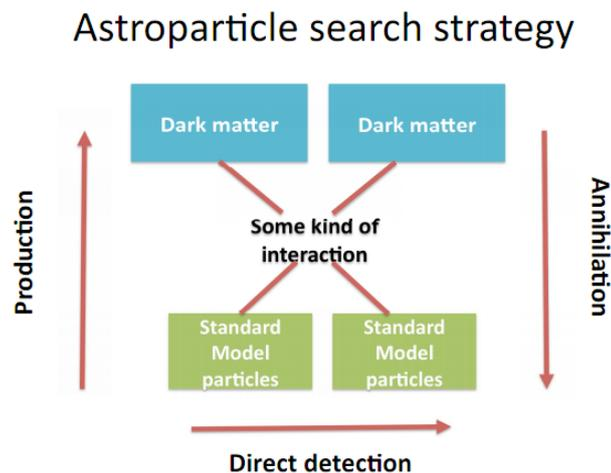 Astroparticle search strategy
Dark matter
Dark matter
Production
Annihilation
Some kind of
interaction
Standard
Model
particles
Standard
Model
particles
Direct detection